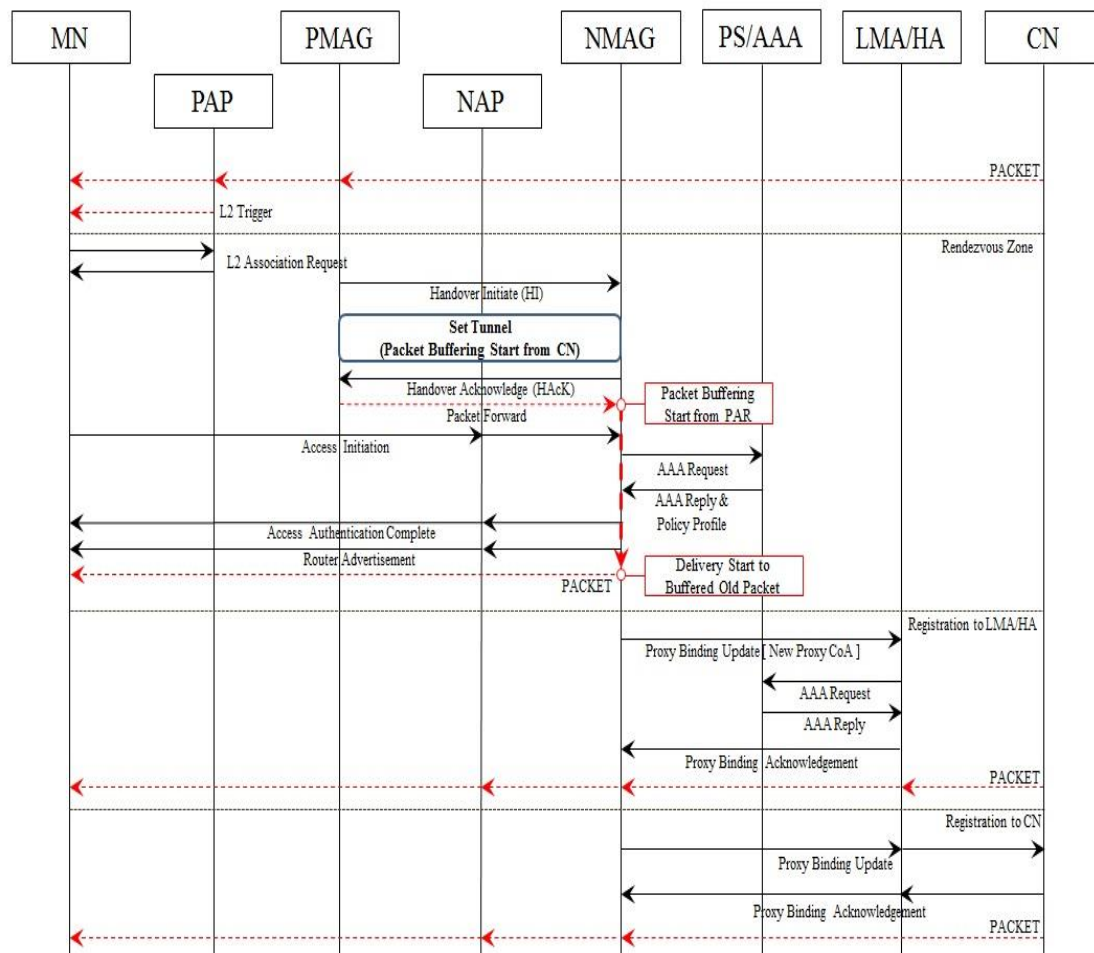 MN
PMAG
NMAG
PS/AAA
LMA/HA
CN
PAP
NAP
PACKET
L2 Trigger
Rendezvous Zone
L2 Association Request
Handover Initiate (HI)
Set Tunnel
(Packet Buffering Start from CN)
Handover Acknowledge (HAcK)
Packet Buffering
Start from PAR
Packet Forward
Access Initiation
AAA Request
AAA Reply &
Policy Profile
Access Authentication Complete
Router Advertisement
Delivery Start to
Buffered Old Packet
PACKET
Registration to LMA/HA
Proxy Binding Update [ New Proxy CoA ]
AAA Request
AAA Reply
Proxy Binding Acknowledgement
PACKET
Registration to CN
Proxy Binding Update
Proxy Binding Acknowledgement
PACKET